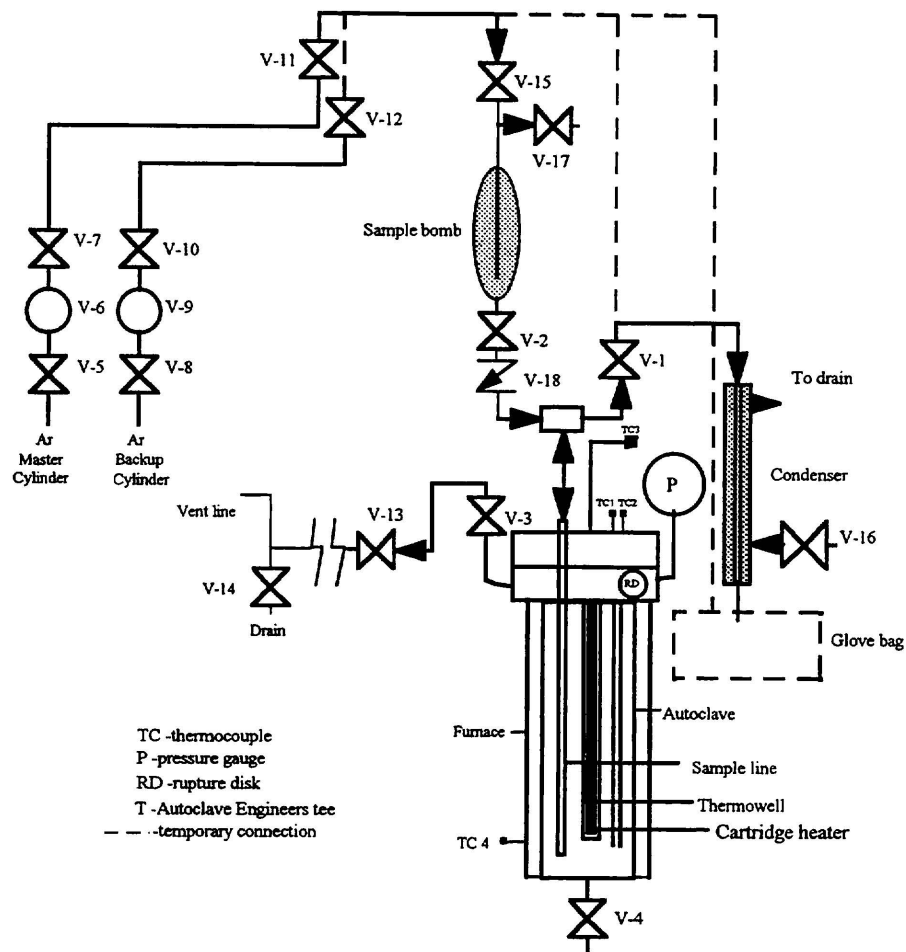 V-11
V-15
V-12
V-17
V-7
V-10
Sample bomb
V-6
V-9
V-2
V-5
V-8
V-18
V-1
To drain
Ar
Master
Cylinder
Ar
Backup
Cylinder
TC3
Condenser
P
Vent line
V-13
V-3
TC1
TC2
V-16
V-14
RD
Drain
Glove bag
Autoclave
Furnace
TC -thermocouple
P -pressure gauge
RD -rupture disk
T -Autoclave Engineers tee
-temporary connection
Sample line
Thermowell
Cartridge heater
TC 4
V-4